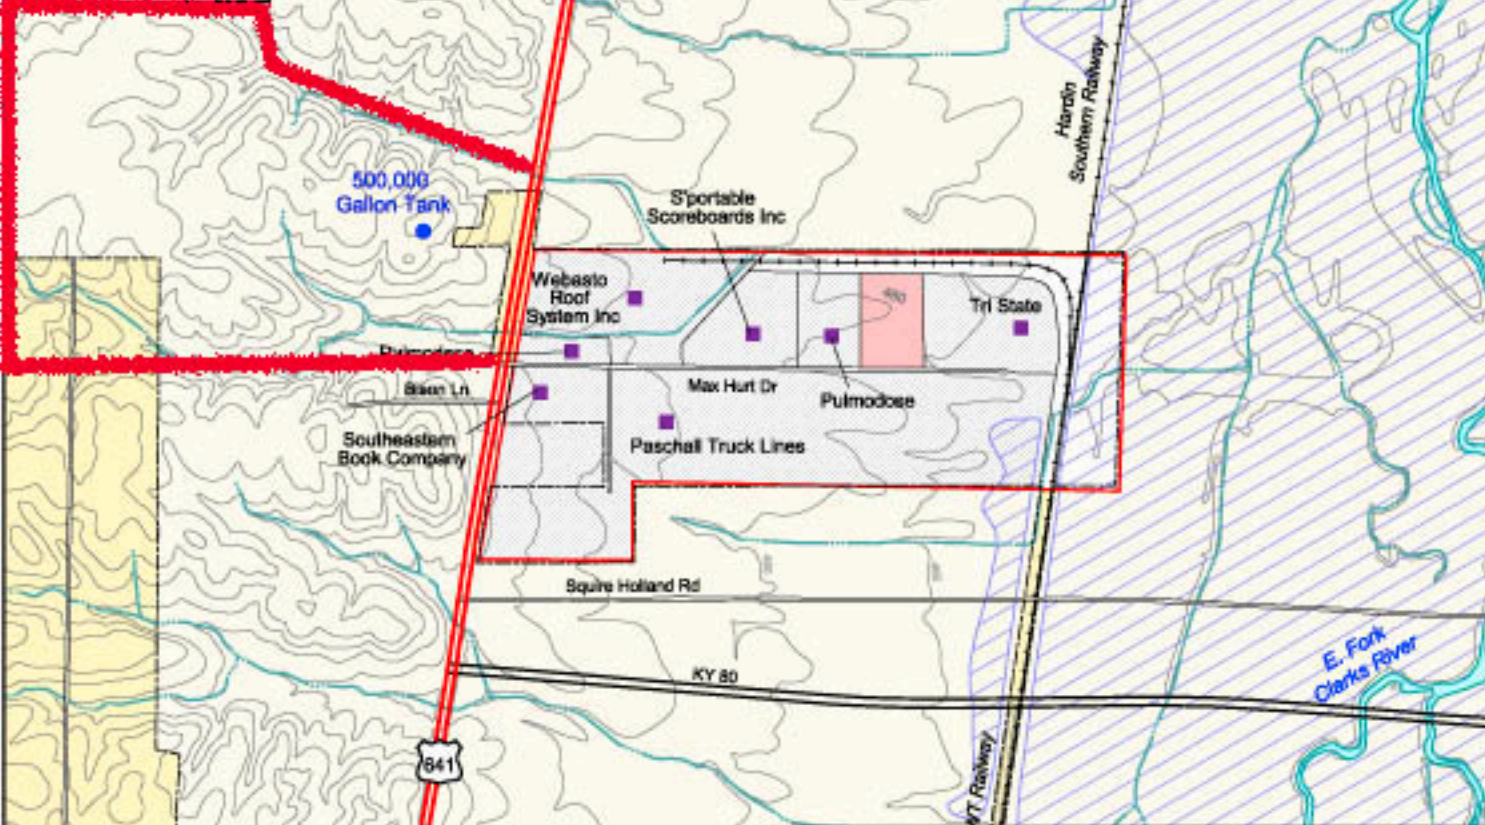 Hardin
Southern Railway
500,000
Gallon Tank
S'portable
Scoreboards Inc
Webasto
Roof
System Inc
480
Tri State
Pulmodose
Bison Ln
Max Hurt Dr
Pulmodose
Southeastern
Book Company
Paschall Truck Lines
Squire Holland Rd
E. Fork
Clarks River
KY 80
641
Railway